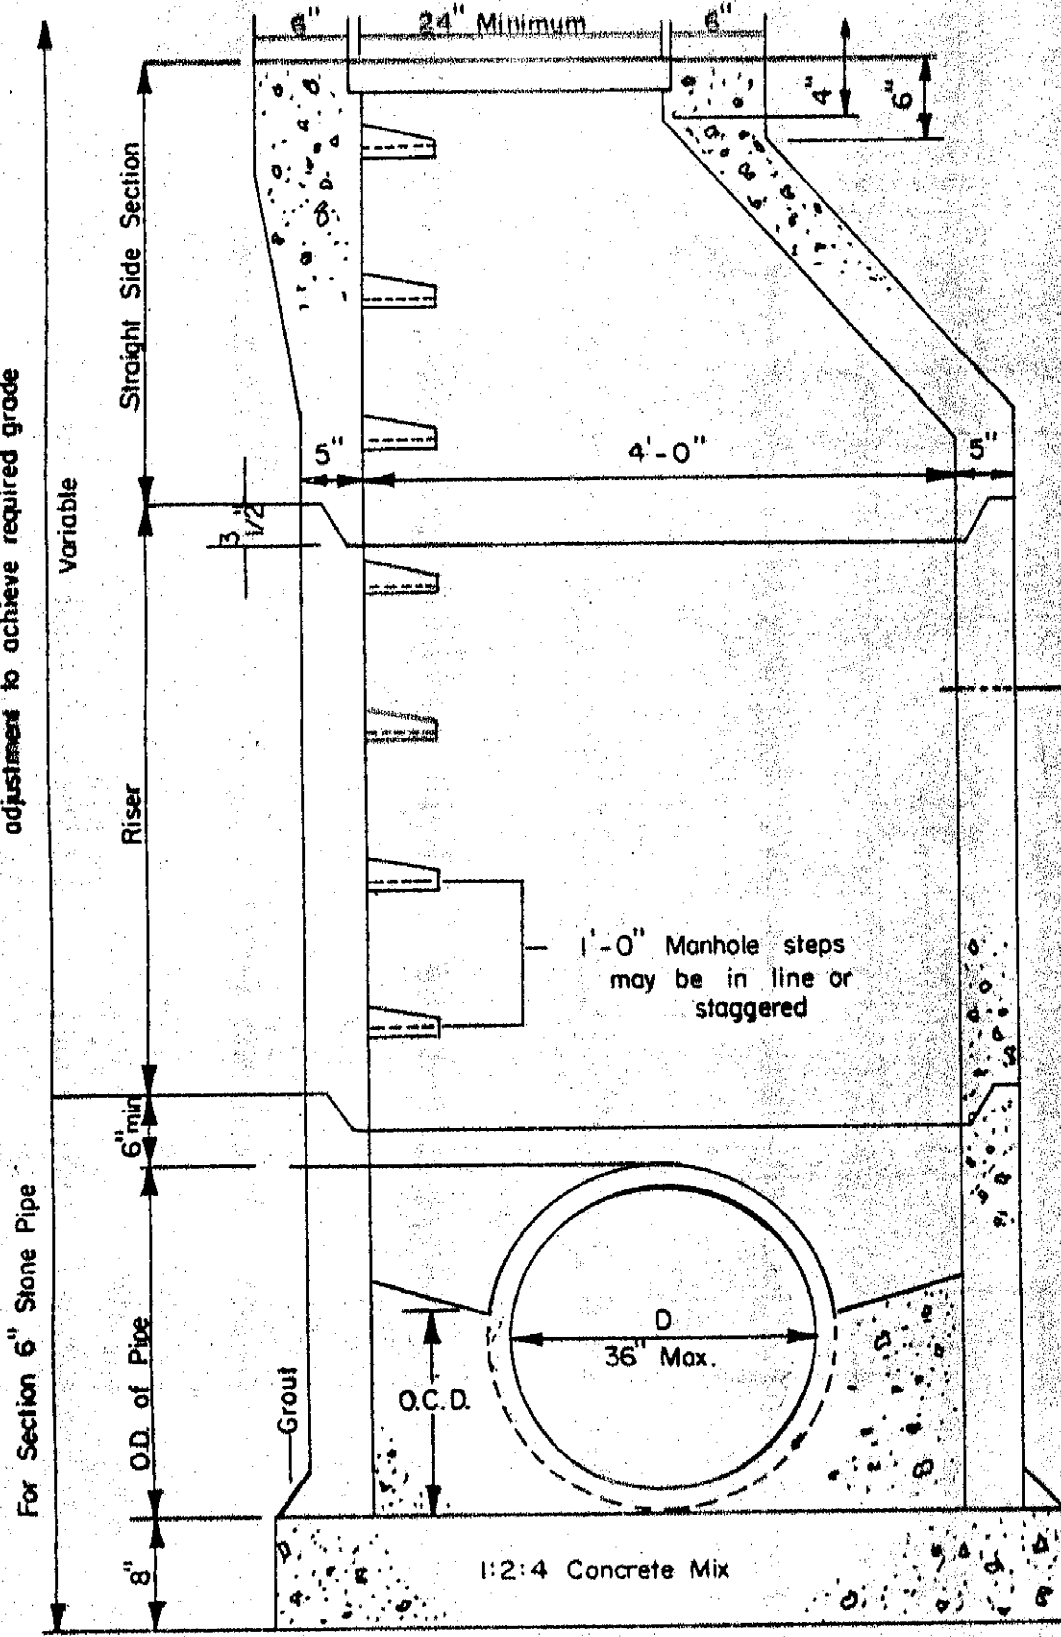 8"
24" Minimum
8"
4"
6"
Straight Side Section
adjustment to achieve required grade
Variable
5"
4'-0"
5"
3 1/2"
Riser
1'-0" Manhole steps
may be in line or
staggered
6" min
For Section 6" Stone Pipe
O.D. of Pipe
Grout
D
36" Max.
O.C.D.
8"
1:2:4 Concrete Mix